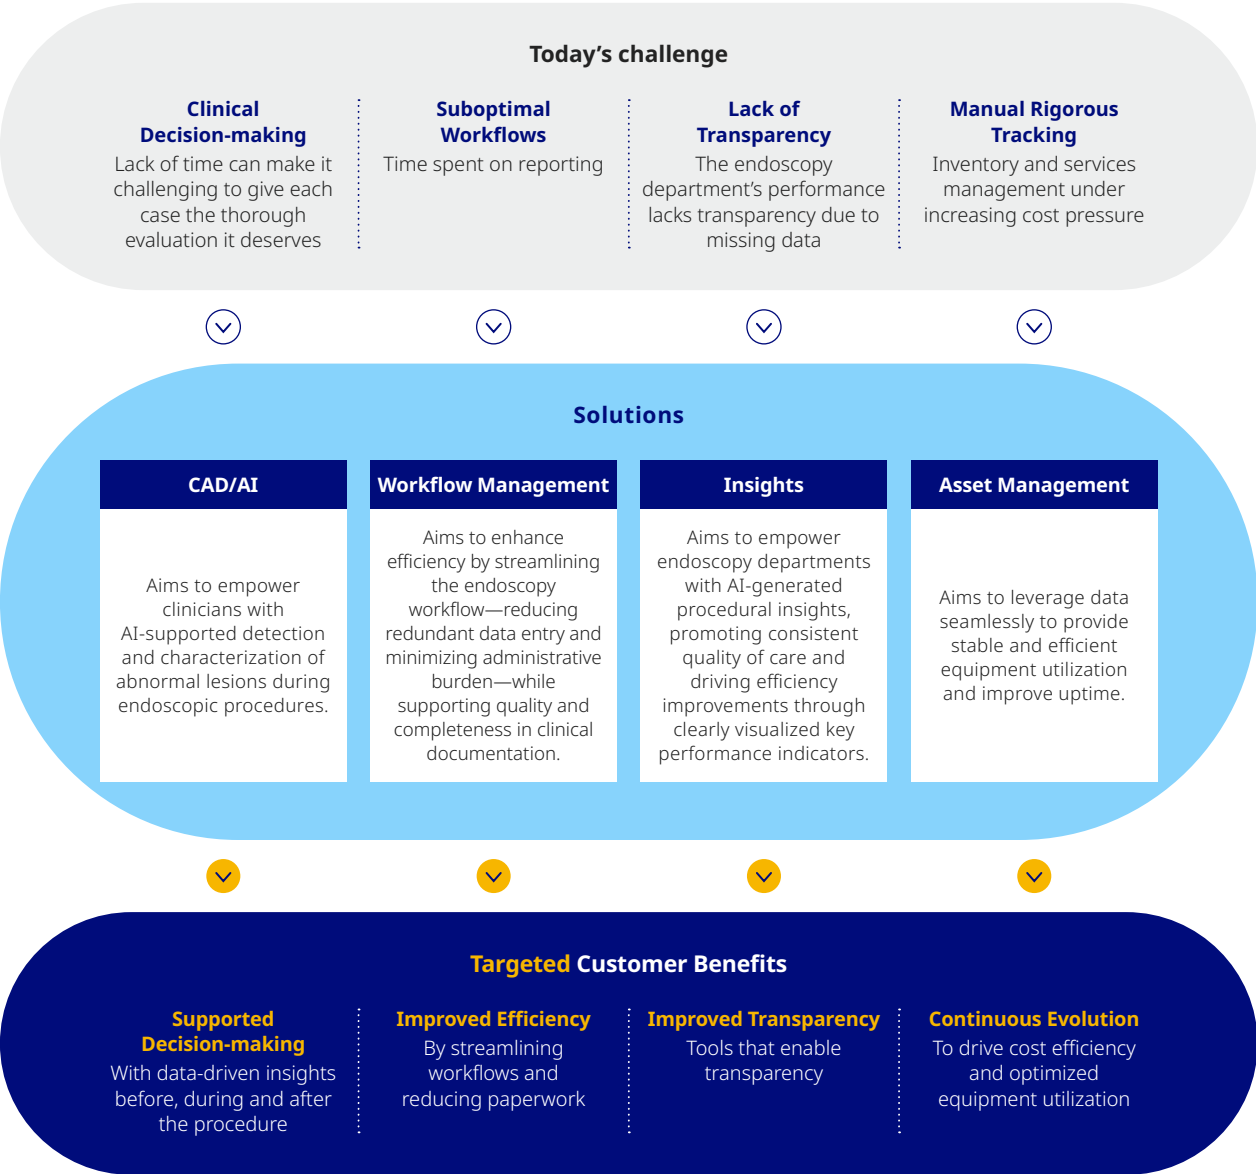 Today’s challenge
Clinical
Decision-making
Lack of time can make it
challenging to give each
case the thorough
evaluation it deserves
Suboptimal
Workflows
Time spent on reporting
Lack of
Transparency
The endoscopy
department’s performance
lacks transparency due to
missing data
Manual Rigorous
Tracking
Inventory and services
management under
increasing cost pressure
Solutions
CAD/AI
Aims to empower
clinicians with
AI-supported detection
and characterization of
abnormal lesions during
endoscopic procedures.
Workflow Management
Aims to enhance
efficiency by streamlining
the endoscopy
workflow—reducing
redundant data entry and
minimizing administrative
burden—while
supporting quality and
completeness in clinical
documentation.
Insights
Aims to empower
endoscopy departments
with AI-generated
procedural insights,
promoting consistent
quality of care and
driving efficiency
improvements through
clearly visualized key
performance indicators.
Asset Management
Aims to leverage data
seamlessly to provide
stable and efficient
equipment utilization
and improve uptime.
Targeted Customer Benefits
Supported
Decision-making
With data-driven insights
before, during and after
the procedure
Improved Efficiency
By streamlining
workflows and
reducing paperwork
Improved Transparency
Tools that enable
transparency
Continuous Evolution
To drive cost efficiency
and optimized
equipment utilization